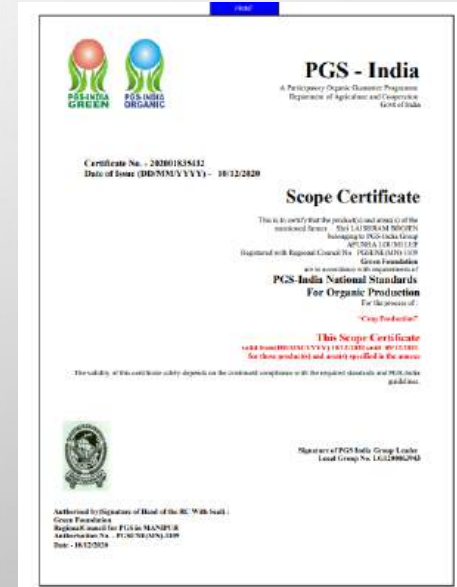 Print
PGS-INDIA
GREEN
PGS-INDIA
ORGANIC
PGS - India
A Participatory Organic Guarantee Programme
Department of Agriculture and Cooperation
Govt of India
Certificate No. -
Date of Issue (DD/MM/YYYY) - 10/12/2020
Scope Certificate
This is to certify that the product(s) and area(s) of the
mentioned farmer
belonging to PGS-India Group
Registered with Regional Council No
Green Foundation
are in accordance with requirements of
PGS-India National Standards
For Organic Production
For the process of :
"Crop Production"
This Scope Certificate
for those product(s) and area(s) specified in the annexe
The validity of this certificate solely depends on the continued compliance with the required standards and PGS-India
guidelines.
Signature of PGS India Group Leader
Local Group No.
Authorised by(Signature of Head of the RC With Seal) :
Green Foundation
Regional Council for PGS in MANIPUR
Authorisation No. -
Date - 10/12/2020